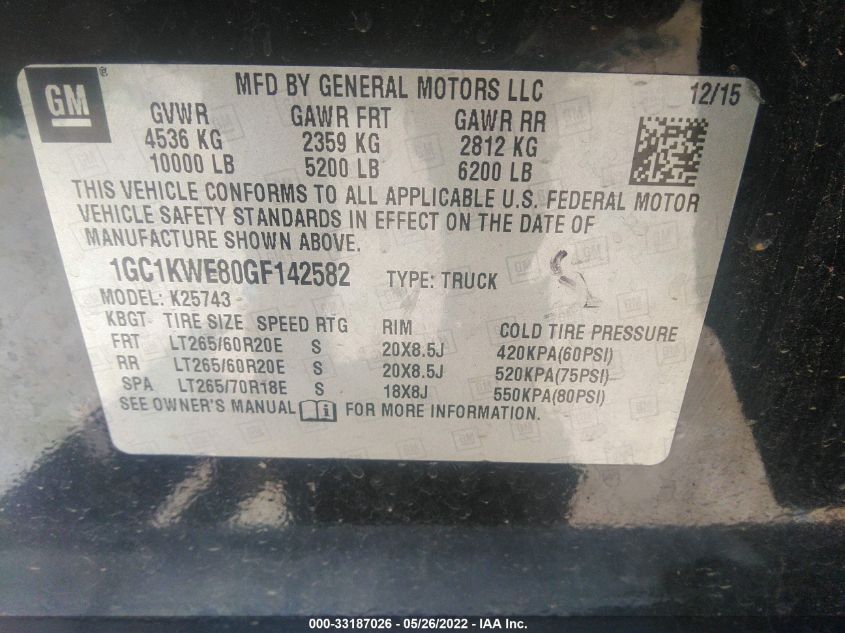 GM ®
MFD BY GENERAL MOTORS LLC 12/15
GVWR GAWR FRT GAWR RR
4536 KG 2359 KG 2812 KG
10000 LB 5200 LB 6200 LB
THIS VEHICLE CONFORMS TO ALL APPLICABLE U.S. FEDERAL MOTOR
VEHICLE SAFETY STANDARDS IN EFFECT ON THE DATE OF
MANUFACTURE SHOWN ABOVE.
1GC1KWE80GF142582 TYPE: TRUCK
MODEL: K25743
KBGT TIRE SIZE SPEED RTG RIM COLD TIRE PRESSURE
FRT LT265/60R20E S 20X8.5J 420KPA(60PSI)
RR LT265/60R20E S 20X8.5J 520KPA(75PSI)
SPA LT265/70R18E S 18X8J 550KPA(80PSI)
SEE OWNER'S MANUAL FOR MORE INFORMATION.
000-33187026 - 05/26/2022 - IAA Inc.